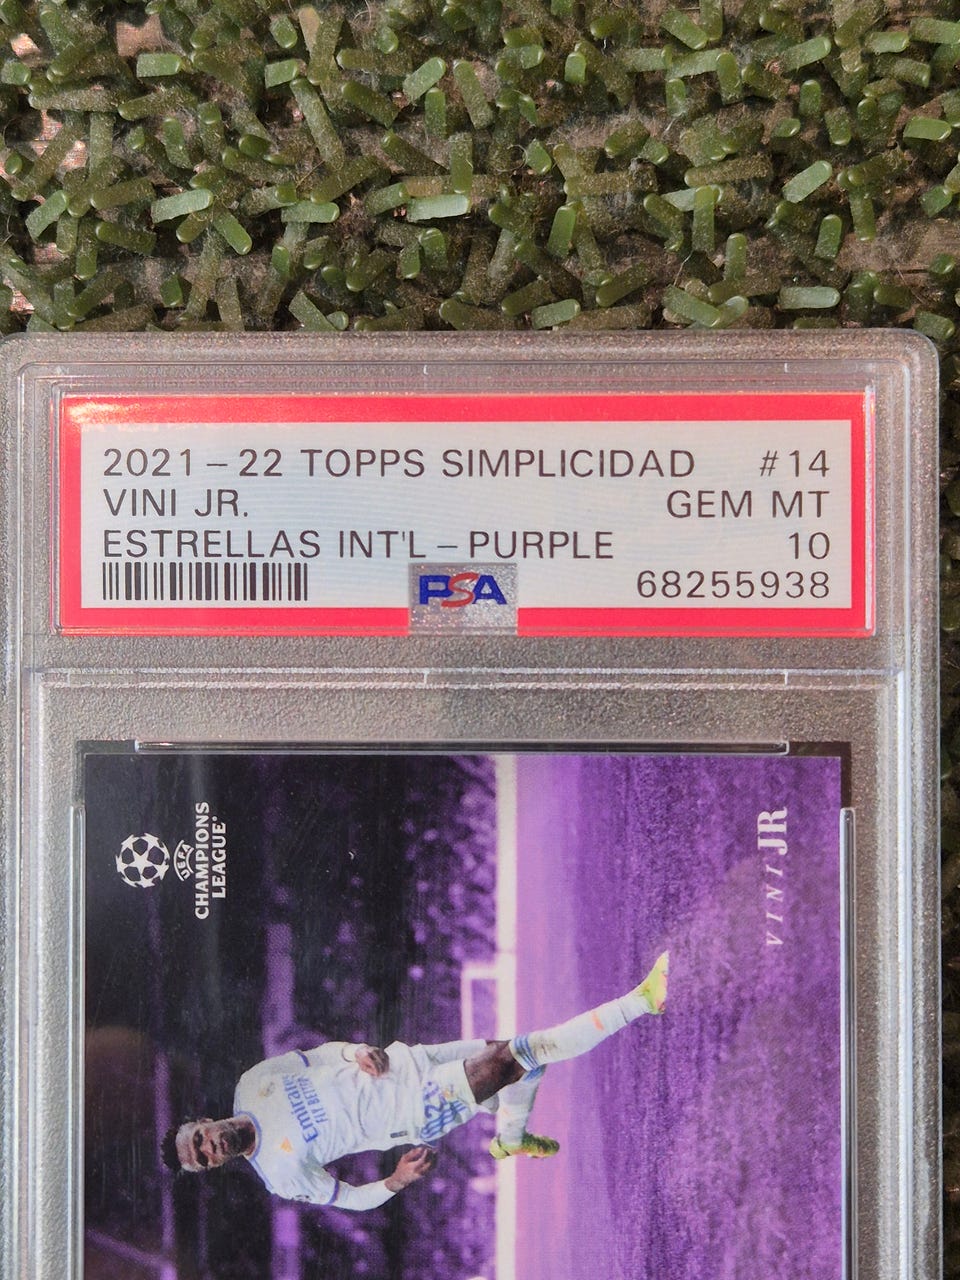 2021-22 TOPPS SIMPLICIDAD #14
VINI JR. GEM MT
ESTRELLAS INT'L-PURPLE 10
PSA 68255938
UEFA
CHAMPIONS
LEAGUE
VINI JR
Emirates
FLY BETTER